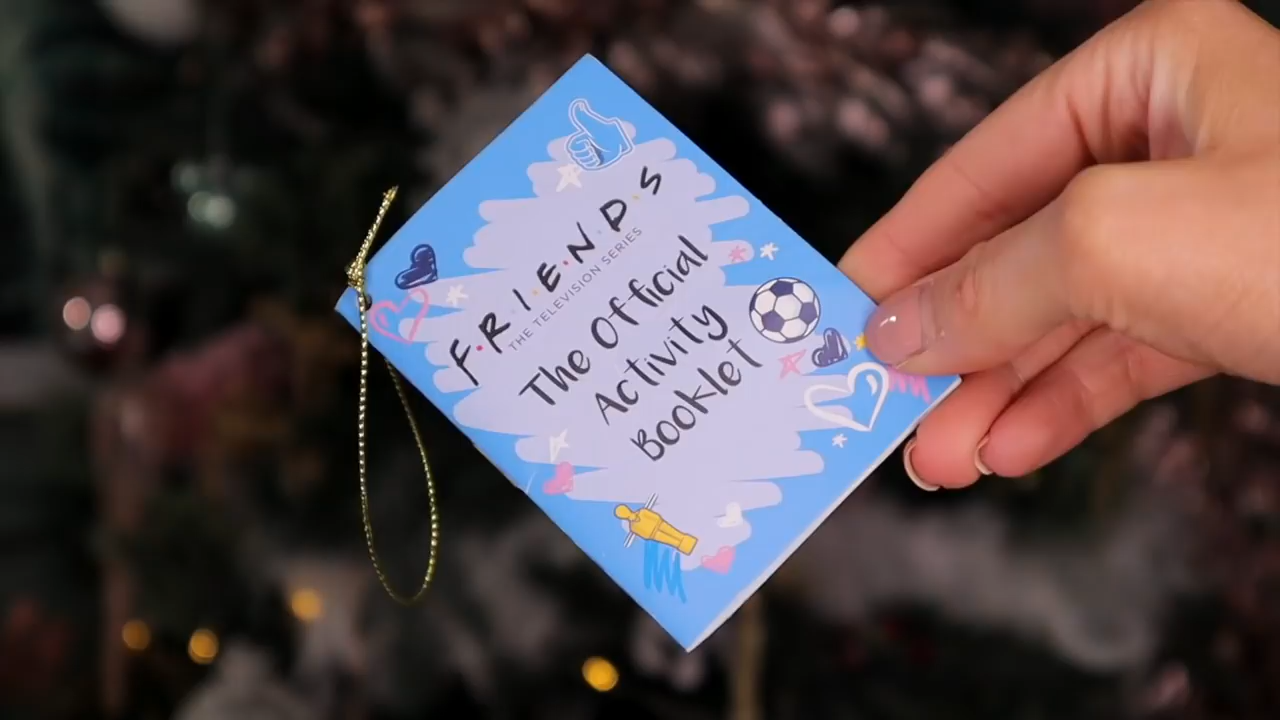 F·R·I·E·N·D·S
THE TELEVISION SERIES
The Official
Activity
Booklet